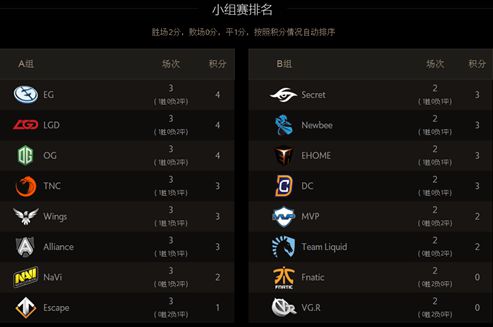 小组赛排名
胜场2分，败场0分，平1分，按照积分情况自动排序
A组 场次 积分
EG 3 4
( 1胜0负2平)
LGD 3 4
( 1胜0负2平)
OG 3 4
( 1胜0负2平)
TNC 3 3
( 1胜1负1平)
Wings 3 3
( 1胜1负1平)
Alliance 3 3
( 1胜1负1平)
NaVi 3 2
( 0胜1负2平)
Escape 3 1
( 0胜2负1平)
B组 场次 积分
Secret 2 3
( 1胜0负1平)
Newbee 2 3
( 1胜0负1平)
EHOME 2 3
( 1胜0负1平)
DC 2 3
( 1胜0负1平)
MVP 2 2
( 0胜0负2平)
Team Liquid 2 2
( 0胜0负2平)
Fnatic 2 0
( 0胜2负0平)
VG.R 2 0
( 0胜2负0平)